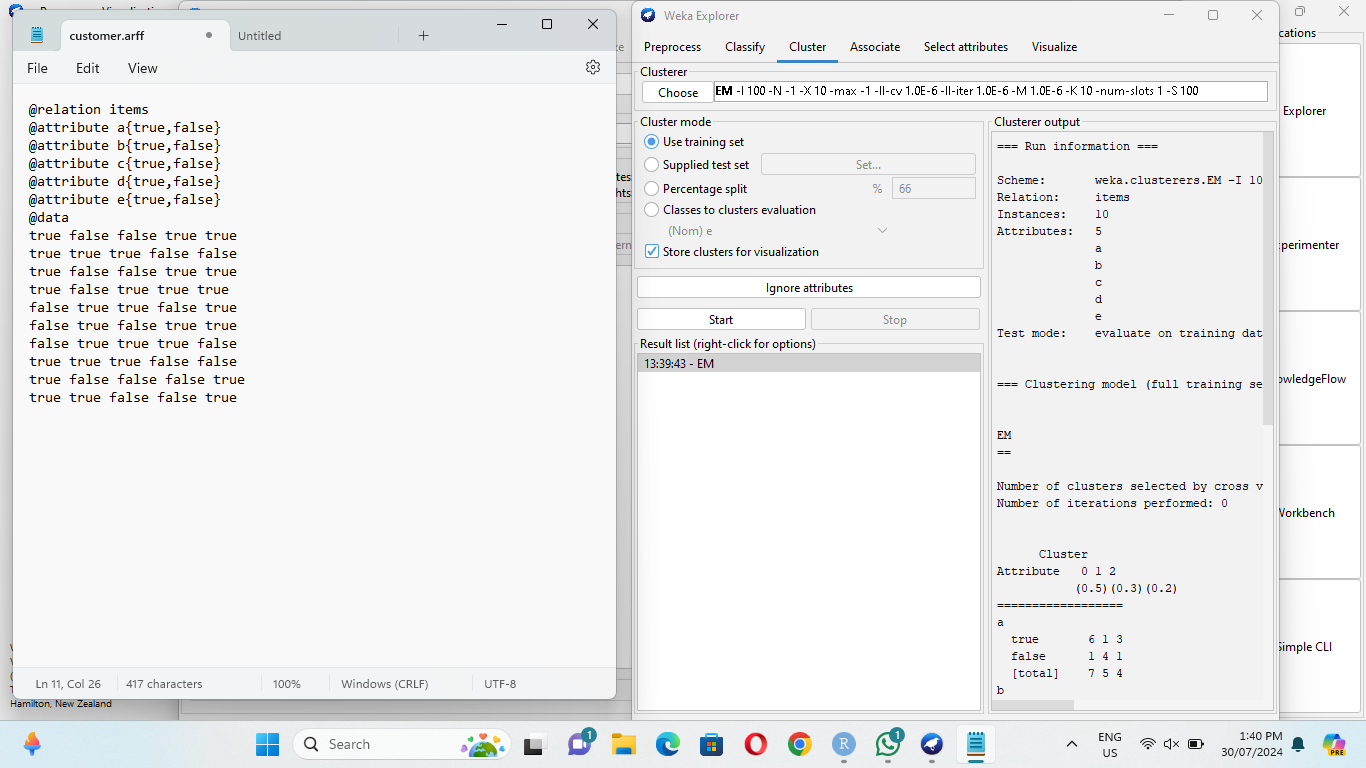 customer.arff
Untitled
File
Edit
View
@relation items
@attribute a{true,false}
@attribute b{true,false}
@attribute c{true,false}
@attribute d{true,false}
@attribute e{true,false}
@data
true false false true true
true true true false false
true false false true true
true false true true true
false true true false true
false true false true true
false true true true false
true true true false false
true false false false true
true true false false true
Ln 11, Col 26
417 characters
100%
Windows (CRLF)
UTF-8
Hamilton, New Zealand
Weka Explorer
Preprocess
Classify
Cluster
Associate
Select attributes
Visualize
Clusterer
Choose
EM -I 100 -N -1 -X 10 -max -1 -ll-cv 1.0E-6 -ll-iter 1.0E-6 -M 1.0E-6 -K 10 -num-slots 1 -S 100
Cluster mode
Use training set
Supplied test set
Set...
Percentage split
%
66
Classes to clusters evaluation
(Nom) e
Store clusters for visualization
Ignore attributes
Start
Stop
Result list (right-click for options)
13:39:43 - EM
Clusterer output
=== Run information ===
Scheme: weka.clusterers.EM -I 10
Relation: items
Instances: 10
Attributes: 5
a
b
c
d
e
Test mode: evaluate on training dat
=== Clustering model (full training se
EM
==
Number of clusters selected by cross v
Number of iterations performed: 0
Cluster
Attribute 0 1 2
(0.5) (0.3) (0.2)
==================
a
true 6 1 3
false 1 4 1
[total] 7 5 4
b
cations
Explorer
perimenter
owledgeFlow
Workbench
Simple CLI
Search
1
1
ENG
US
1:40 PM
30/07/2024
PRE